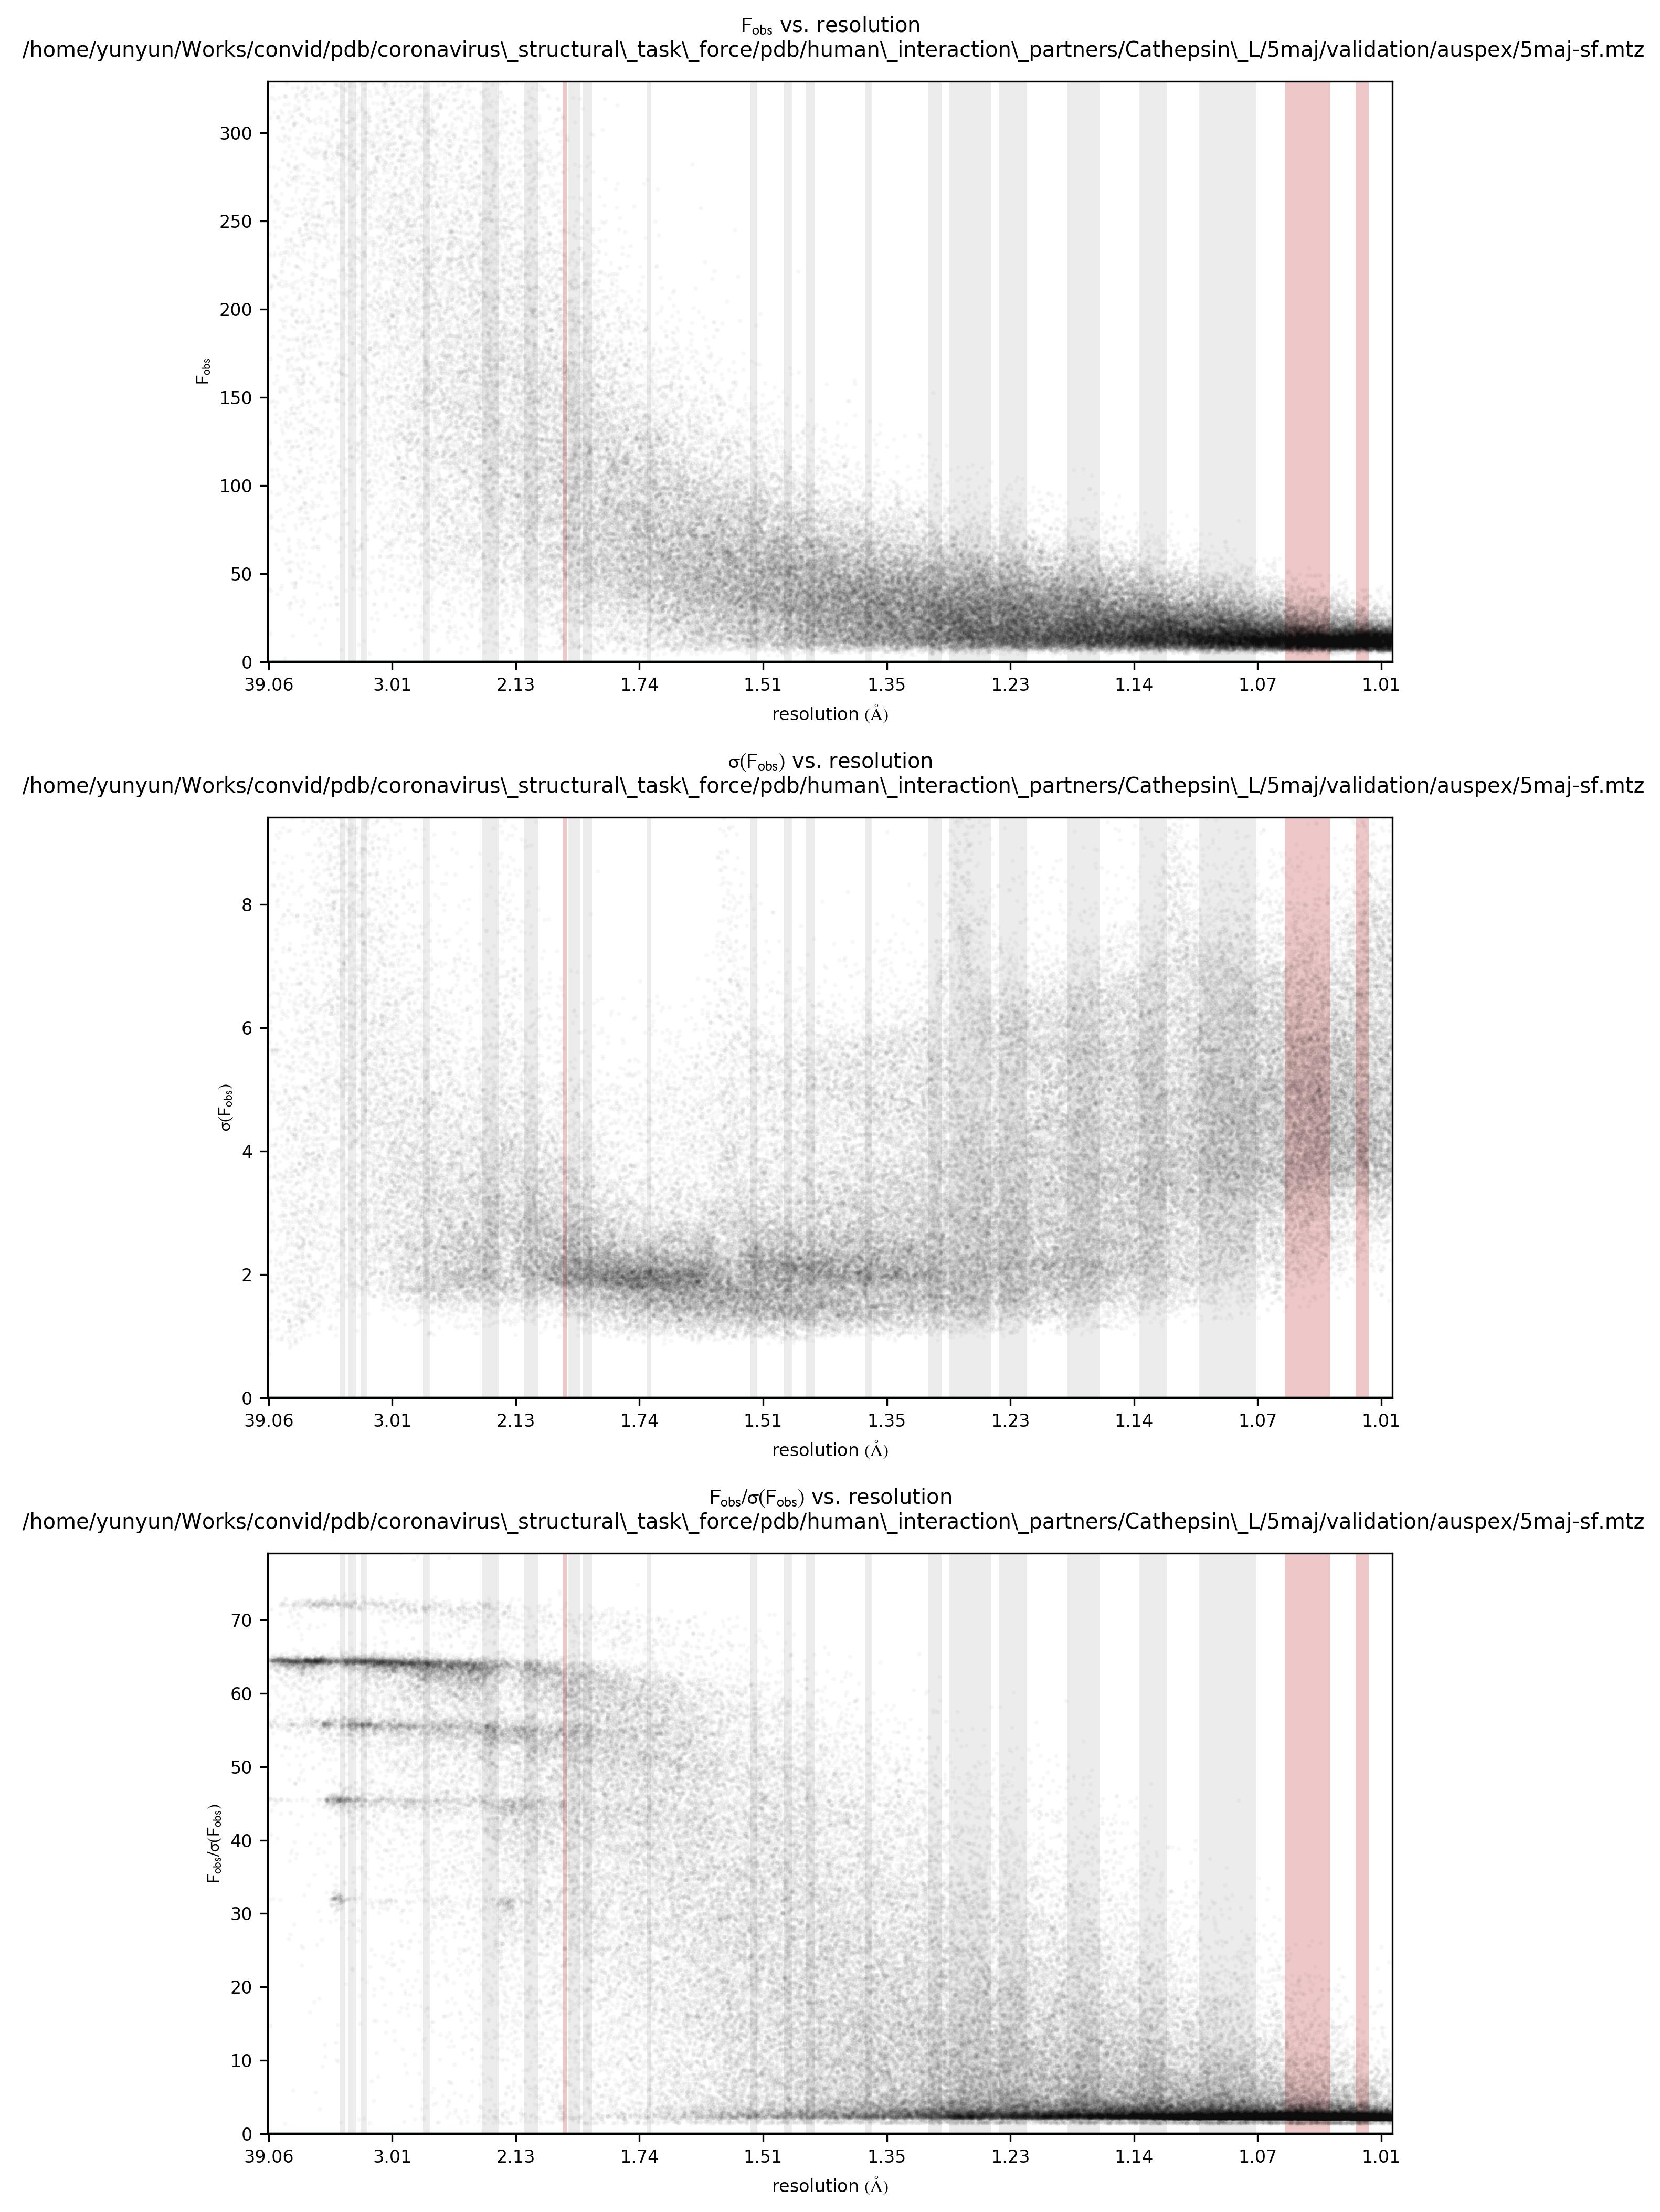 Fobs vs. resolution
/home/yunyun/Works/convid/pdb/coronavirus\_structural\_task\_force/pdb/human\_interaction\_partners/Cathepsin\_L/5maj/validation/auspex/5maj-sf.mtz
300
250
200
150
100
50
0
Fobs
39.06 3.01 2.13 1.74 1.51 1.35 1.23 1.14 1.07 1.01
resolution (Å)
σ(Fobs) vs. resolution
/home/yunyun/Works/convid/pdb/coronavirus\_structural\_task\_force/pdb/human\_interaction\_partners/Cathepsin\_L/5maj/validation/auspex/5maj-sf.mtz
8
6
4
2
0
σ(Fobs)
39.06 3.01 2.13 1.74 1.51 1.35 1.23 1.14 1.07 1.01
resolution (Å)
Fobs/σ(Fobs) vs. resolution
/home/yunyun/Works/convid/pdb/coronavirus\_structural\_task\_force/pdb/human\_interaction\_partners/Cathepsin\_L/5maj/validation/auspex/5maj-sf.mtz
70
60
50
40
30
20
10
0
Fobs/σ(Fobs)
39.06 3.01 2.13 1.74 1.51 1.35 1.23 1.14 1.07 1.01
resolution (Å)